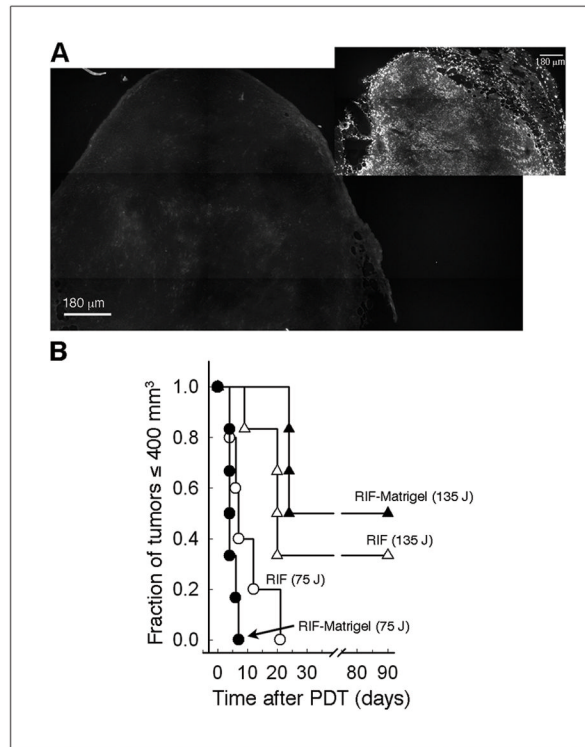 A
180 µm
180 µm
B
Fraction of tumors ≤ 400 mm³
1.0
0.8
0.6
0.4
0.2
0.0
RIF-Matrigel (135 J)
RIF (135 J)
RIF (75 J)
RIF-Matrigel (75 J)
0 10 20 30 80 90
Time after PDT (days)